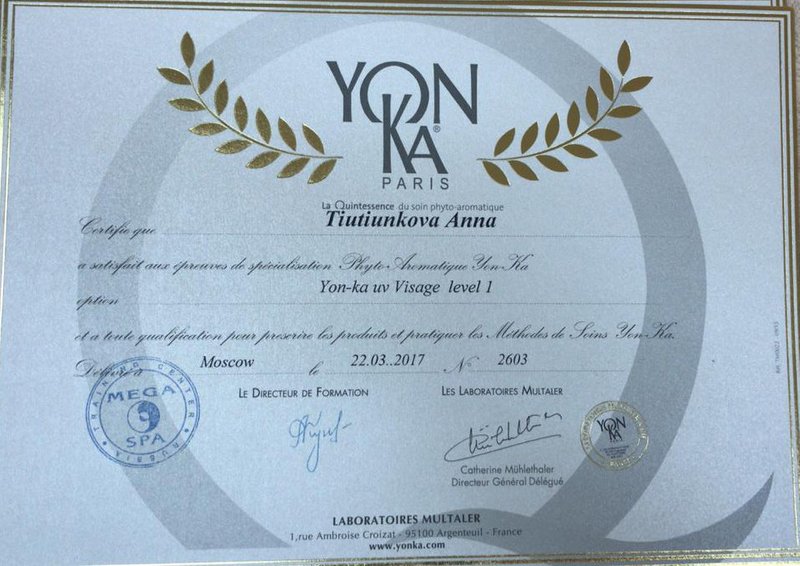 YON
KA®
PARIS
La Quintessence du soin phyto-aromatique
Certifie que Tiutiunkova Anna
a satisfait aux épreuves de spécialisation Phyto-Aromatique Yon-Ka
option Yon-ka uv Visage level 1
et a toute qualification pour prescrire les produits et pratiquer les Méthodes de Soins Yon-Ka.
Délivré à Moscow le 22.03..2017 N° 2603
LE DIRECTEUR DE FORMATION LES LABORATOIRES MULTALER
TRAINING CENTER
MEGA
SPA
RUSSIA
YON
KA
Catherine Mühlethaler
Directeur Général Délégué
LABORATOIRES MULTALER
1,rue Ambroise Croizat - 95100 Argenteuil - France
www.yonka.com